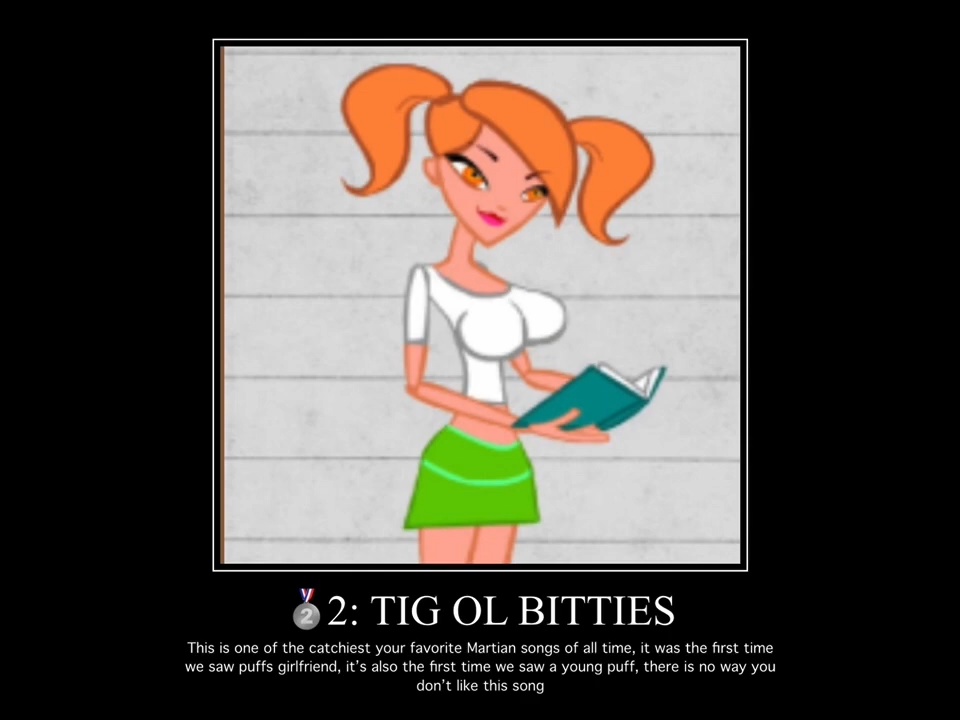 🥈2: TIG OL BITTIES
This is one of the catchiest your favorite Martian songs of all time, it was the first time
we saw puffs girlfriend, it’s also the first time we saw a young puff, there is no way you
don’t like this song